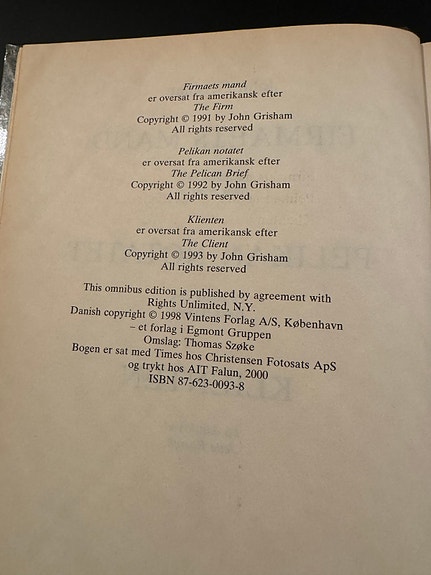 Firmaets mand
er oversat fra amerikansk efter
The Firm
Copyright © 1991 by John Grisham
All rights reserved
Pelikan notatet
er oversat fra amerikansk efter
The Pelican Brief
Copyright © 1992 by John Grisham
All rights reserved
Klienten
er oversat fra amerikansk efter
The Client
Copyright © 1993 by John Grisham
All rights reserved
This omnibus edition is published by agreement with
Rights Unlimited, N.Y.
Danish copyright © 1998 Vintens Forlag A/S, København
– et forlag i Egmont Gruppen
Omslag: Thomas Szøke
Bogen er sat med Times hos Christensen Fotosats ApS
og trykt hos AIT Falun, 2000
ISBN 87-623-0093-8